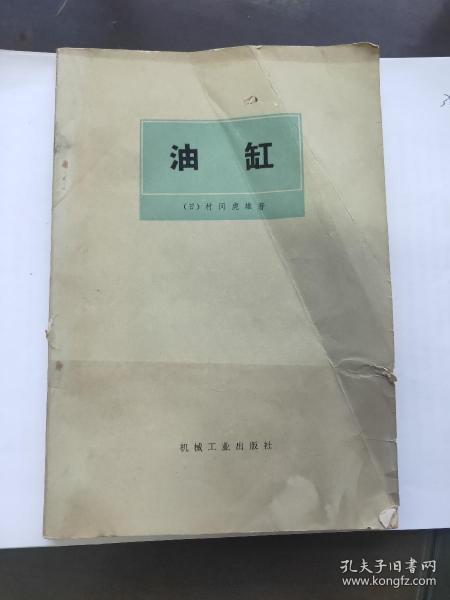 油 缸
(日) 村冈虎雄 著
机械工业出版社
孔夫子旧书网
www.kongfz.com